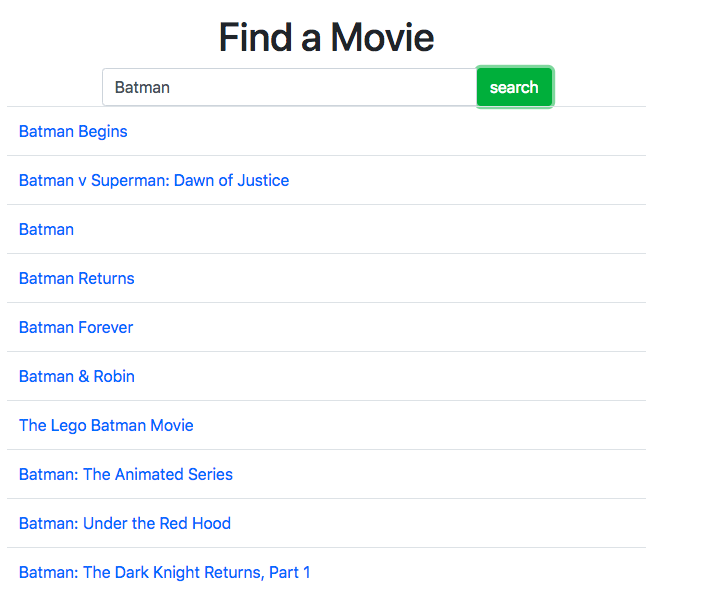 Find a Movie
Batman
search
Batman Begins
Batman v Superman: Dawn of Justice
Batman
Batman Returns
Batman Forever
Batman & Robin
The Lego Batman Movie
Batman: The Animated Series
Batman: Under the Red Hood
Batman: The Dark Knight Returns, Part 1